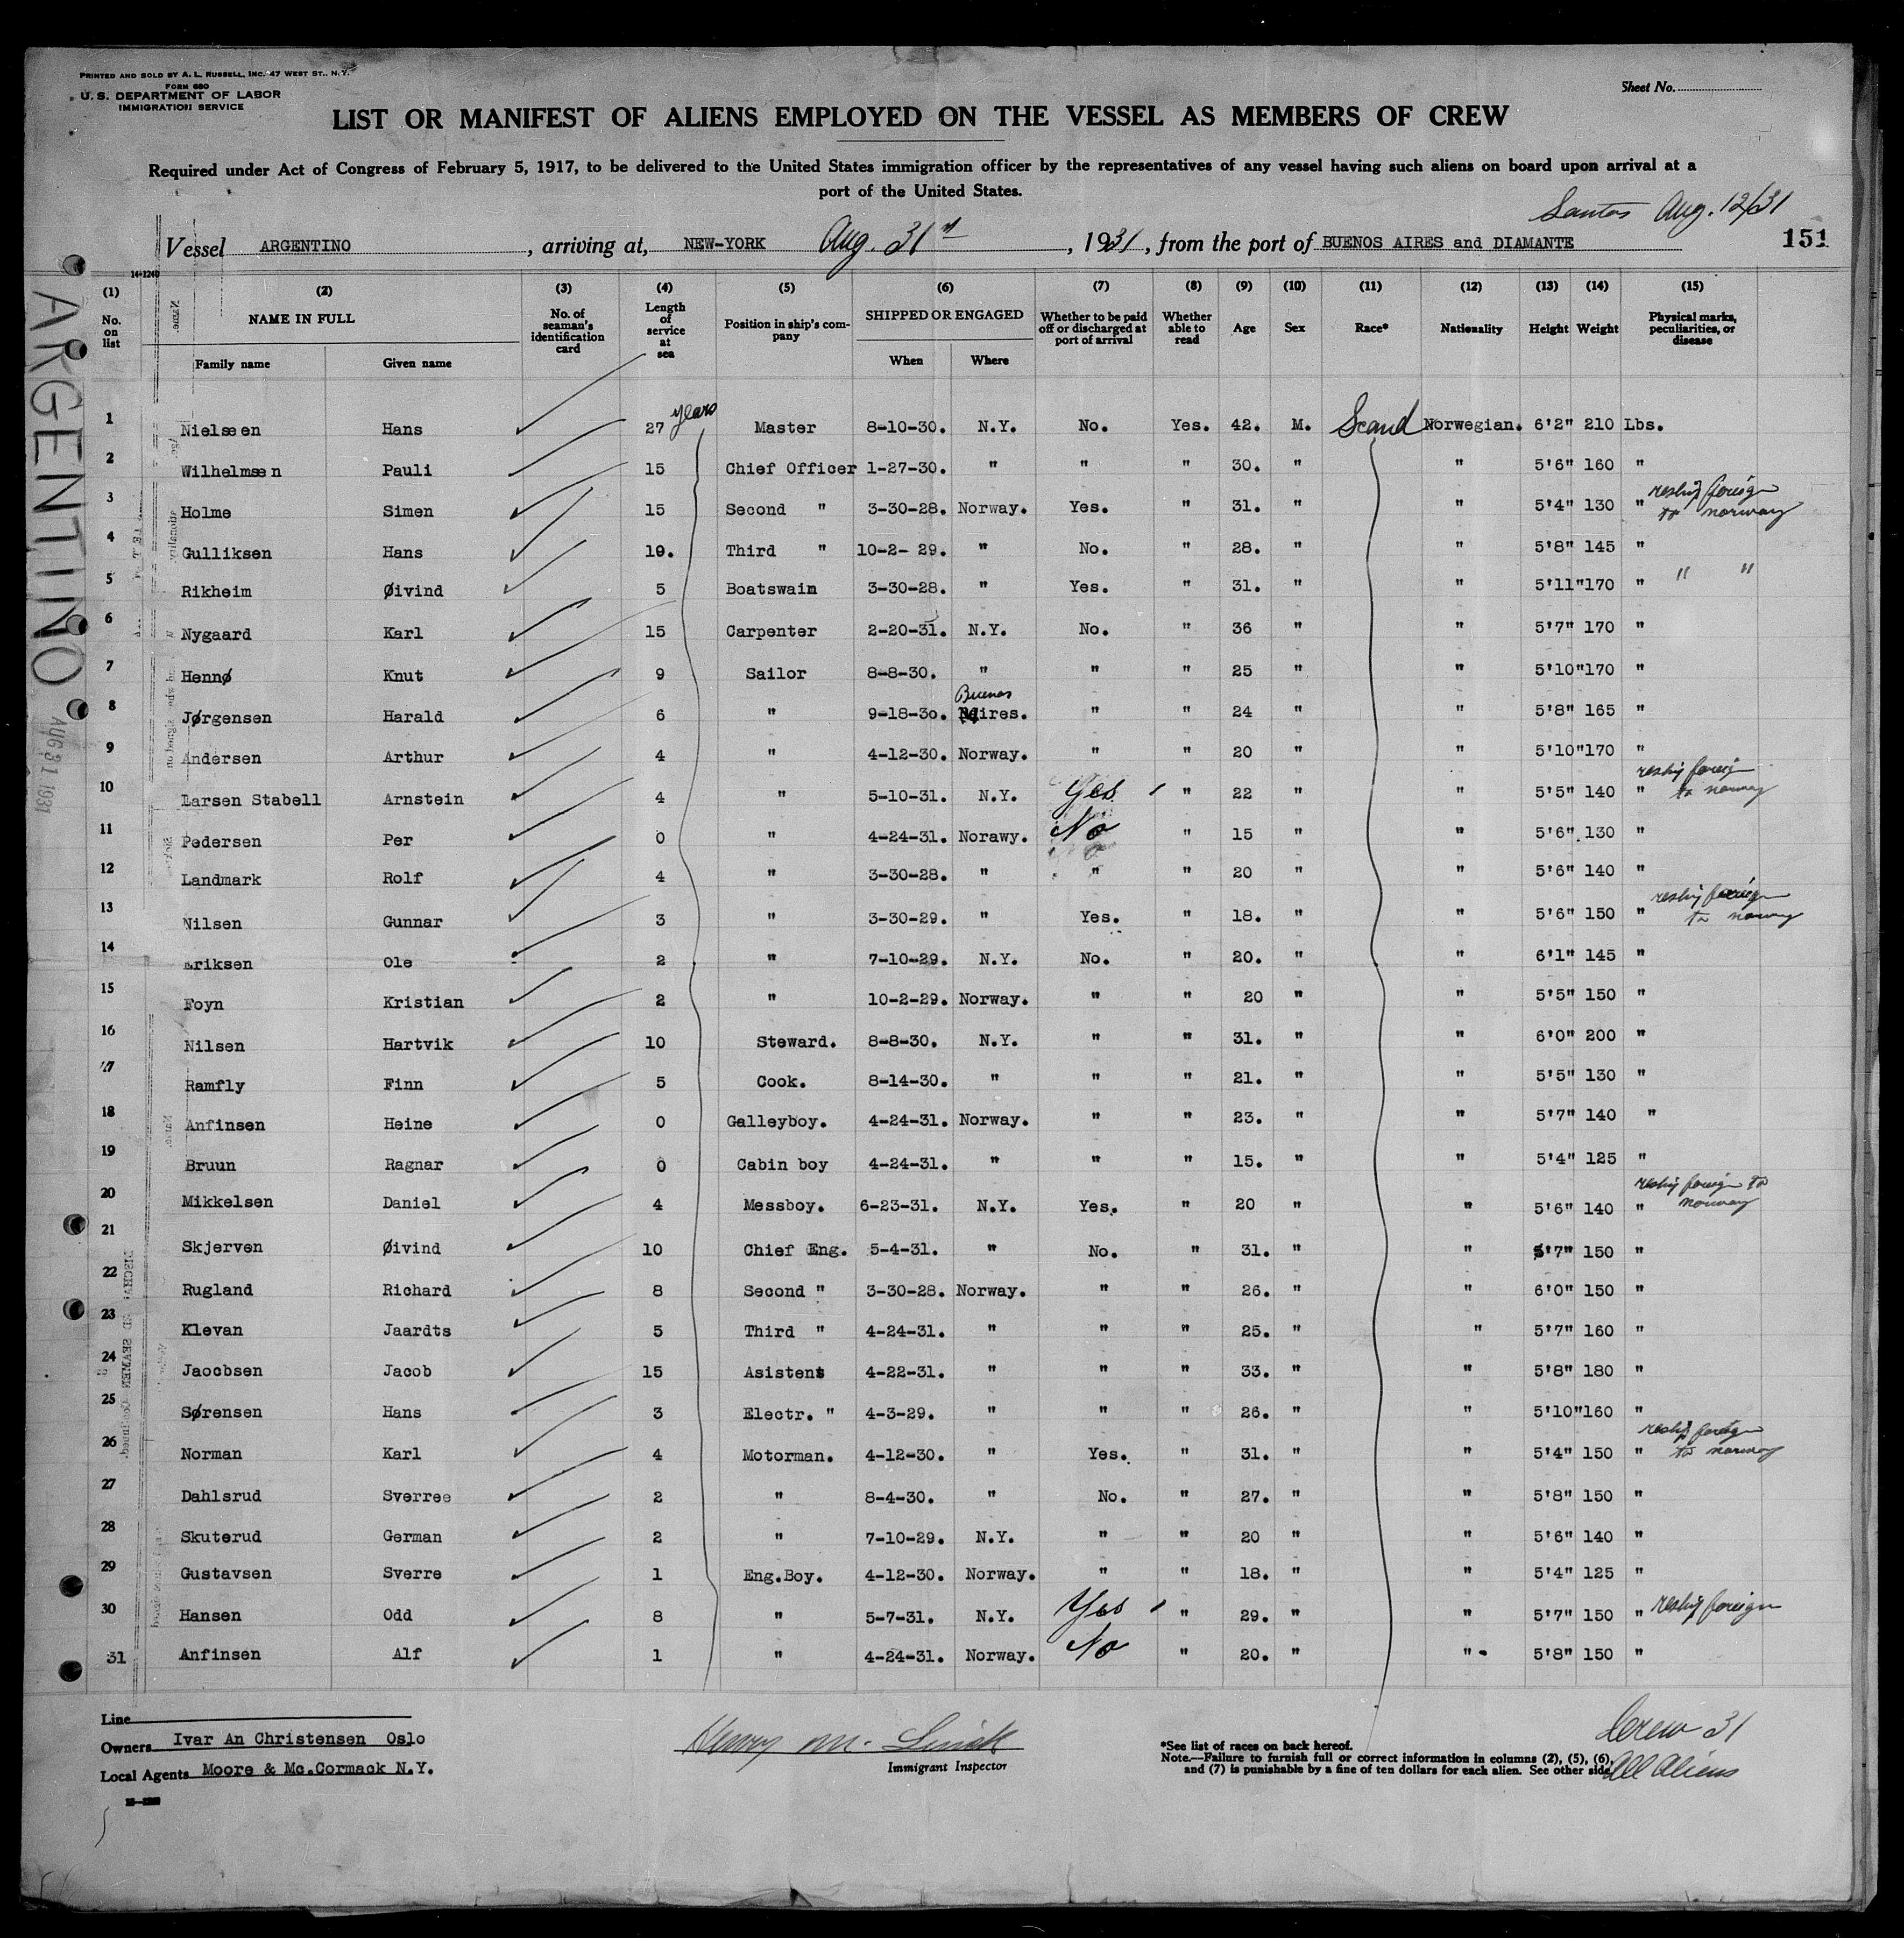 PRINTED AND SOLD BY A. L. RUSSELL, INC. 47 WEST ST., N. Y.
FORM 680
U. S. DEPARTMENT OF LABOR
IMMIGRATION SERVICE
Sheet No.
LIST OR MANIFEST OF ALIENS EMPLOYED ON THE VESSEL AS MEMBERS OF CREW
Required under Act of Congress of February 5, 1917, to be delivered to the United States immigration officer by the representatives of any vessel having such aliens on board upon arrival at a
port of the United States.
Santos Aug. 12/31
Vessel ARGENTINO, arriving at, NEW-YORK Aug. 31st, 1931, from the port of BUENOS AIRES and DIAMANTE 151
14-1240
ARGENTINO
AUG 31 1931
(1) (2) (3) (4) (5) (6) (7) (8) (9) (10) (11) (12) (13) (14) (15)
No. on list NAME IN FULL No. of seaman's identification card Length of service at sea Position in ship's company SHIPPED OR ENGAGED Whether to be paid off or discharged at port of arrival Whether able to read Age Sex Race* Nationality Height Weight Physical marks, peculiarities, or disease
Family name Given name When Where
1 Nielseen Hans 27 years Master 8-10-30. N.Y. No. Yes. 42. M. Scand Norwegian. 6'2" 210 Lbs.
2 Wilhelmsen Pauli 15 Chief Officer 1-27-30. " " " 30. " " 5'6" 160 "
3 Holme Simen 15 Second " 3-30-28. Norway. Yes. " 31. " " 5'4" 130 " reship foreign to norway
4 Gulliksen Hans 10. Third " 10-2- 29. " No. " 28. " " 5'8" 145 "
5 Rikheim Øivind 5 Boatswain 3-30-28. " Yes. " 31. " " 5'11" 170 " " "
6 Nygaard Karl 15 Carpenter 2-20-31. N.Y. No. " 36 " " 5'7" 170 "
7 Hennø Knut 9 Sailor 8-8-30. " " " 25 " " 5'10" 170 "
8 Jørgensen Harald 6 " 9-18-30. Buenos Aires. " " 24 " " 5'8" 165 "
9 Andersen Arthur 4 " 4-12-30. Norway. " " 20 " " 5'10" 170 "
10 Larsen Stabell Arnstein 4 " 5-10-31. N.Y. Yes " 22 " " 5'5" 140 " reship foreign to norway
11 Pedersen Per 0 " 4-24-31. Norawy. No " 15 " " 5'6" 130 "
12 Landmark Rolf 4 " 3-30-28. " " " 20 " " 5'6" 140 "
13 Nilsen Gunnar 3 " 3-30-29. " Yes. " 18. " " 5'6" 150 " reship foreign to norway
14 Eriksen Ole 2 " 7-10-29. N.Y. No. " 20. " " 6'1" 145 "
15 Foyn Kristian 2 " 10-2-29. Norway. " " 20 " " 5'5" 150 "
16 Nilsen Hartvik 10 Steward. 8-8-30. N.Y. " " 31. " " 6'0" 200 "
17 Ramfly Finn 5 Cook. 8-14-30. " " " 21. " " 5'5" 130 "
18 Anfinsen Heine 0 Galleyboy. 4-24-31. Norway. " " 23. " " 5'7" 140 "
19 Bruun Ragnar 0 Cabin boy 4-24-31. " " " 15. " " 5'4" 125 "
20 Mikkelsen Daniel 4 Messboy. 6-23-31. N.Y. Yes. " 20 " " 5'6" 140 " reship foreign to norway
21 Skjerven Øivind 10 Chief Eng. 5-4-31. " No. " 31. " " 5'7" 150 "
22 Rugland Richard 8 Second " 3-30-28. Norway. " " 26. " " 6'0" 150 "
23 Klevan Jaardts 5 Third " 4-24-31. " " " 25. " " 5'7" 160 "
24 Jaocbsen Jacob 15 Asistent 4-22-31. " " " 33. " " 5'8" 180 "
25 Sørensen Hans 3 Electr. " 4-3-29. " " " 26. " " 5'10" 160 "
26 Norman Karl 4 Motorman. 4-12-30. " Yes. " 31. " " 5'4" 150 " reship foreign to norway
27 Dahlsrud Sverree 2 " 8-4-30. " No. " 27. " " 5'8" 150 "
28 Skuterud German 2 " 7-10-29. N.Y. " " 20 " " 5'6" 140 "
29 Gustavsen Sverre 1 Eng.Boy. 4-12-30. Norway. " " 18. " " 5'4" 125 "
30 Hansen Odd 8 " 5-7-31. N.Y. Yes " 29. " " 5'7" 150 " reship foreign
31 Anfinsen Alf 1 " 4-24-31. Norway. No " 20. " " 5'8" 150 "
Line
Owners Ivar An Christensen Oslo
Local Agents Moore & Mc.Cormack N.Y.
Henry M.
Immigrant Inspector
*See list of races on back hereof.
Note.—Failure to furnish full or correct information in columns (2), (5), (6),
and (7) is punishable by a fine of ten dollars for each alien. See other side.
Crew 31
All Aliens